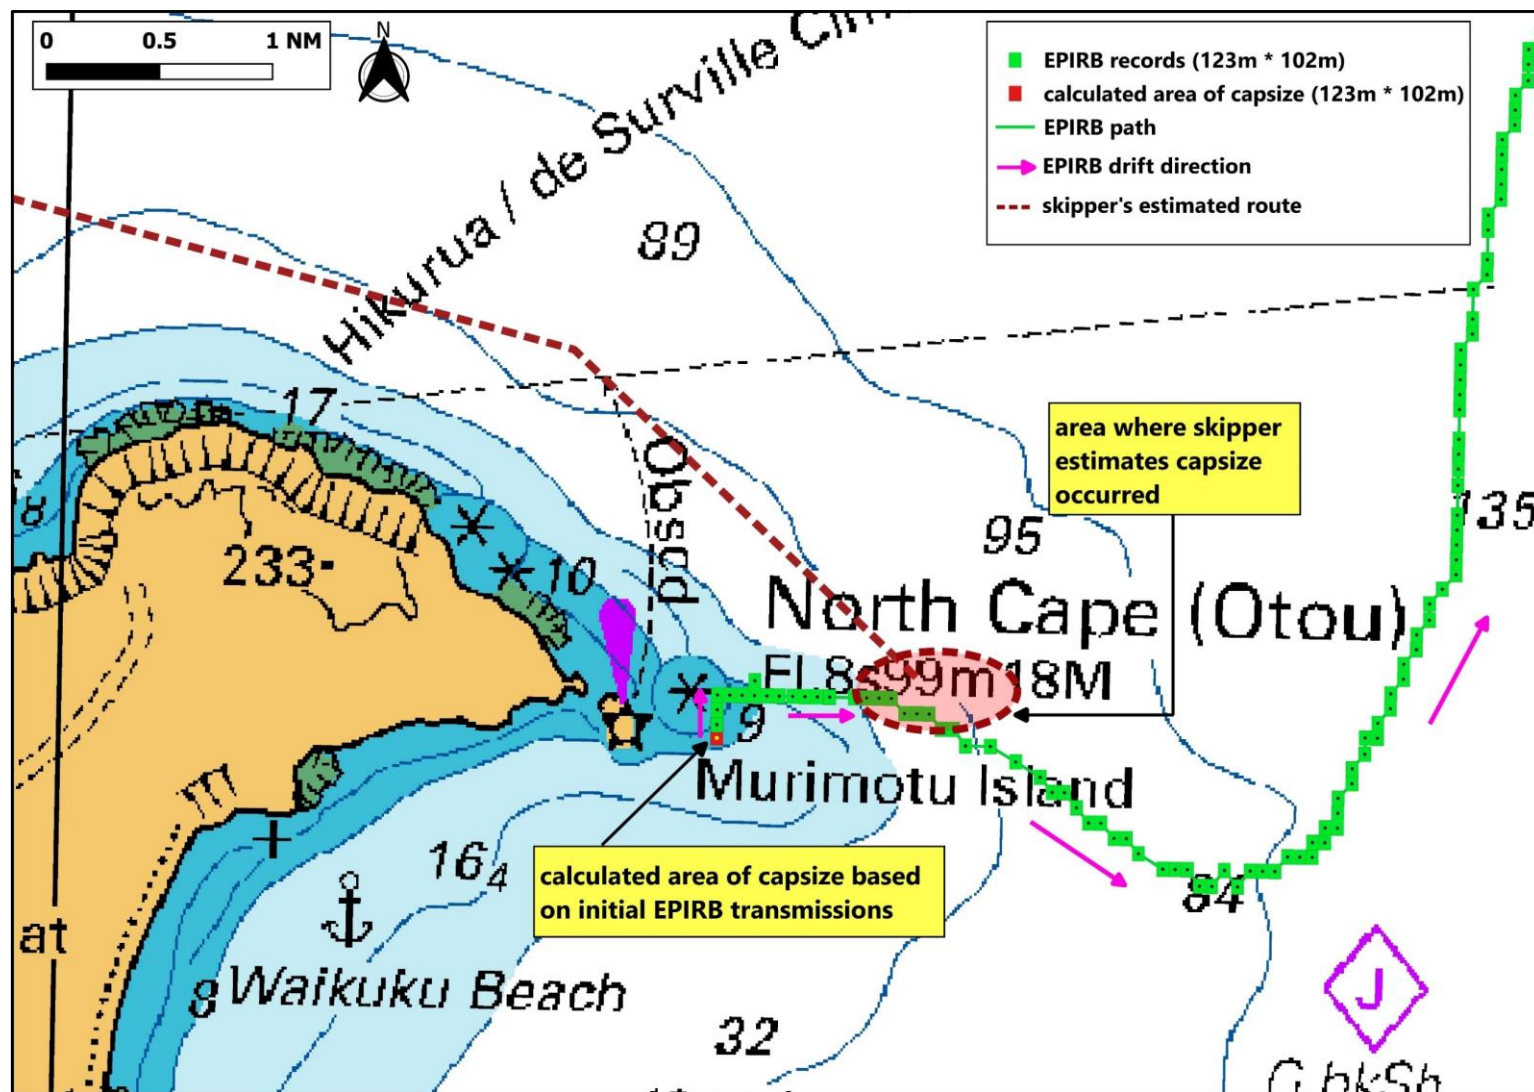 0 0.5 1 NM
N
EPIRB records (123m * 102m)
calculated area of capsize (123m * 102m)
EPIRB path
EPIRB drift direction
skipper's estimated route
Hikurua / de Surville
89
17
area where skipper
estimates capsize
occurred
Obscd
8
135
95
233
10
North Cape (Otou)
Fl.8s99m18M
9
Murimotu Island
16₄
calculated area of capsize based
on initial EPIRB transmissions
84
at
8
Waikuku Beach
J
32